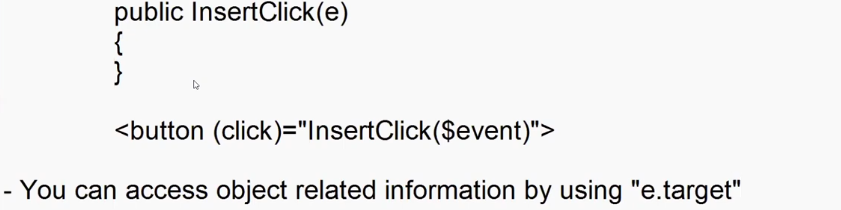 public InsertClick(e)
{
}
<button (click)="InsertClick($event)">
- You can access object related information by using "e.target"